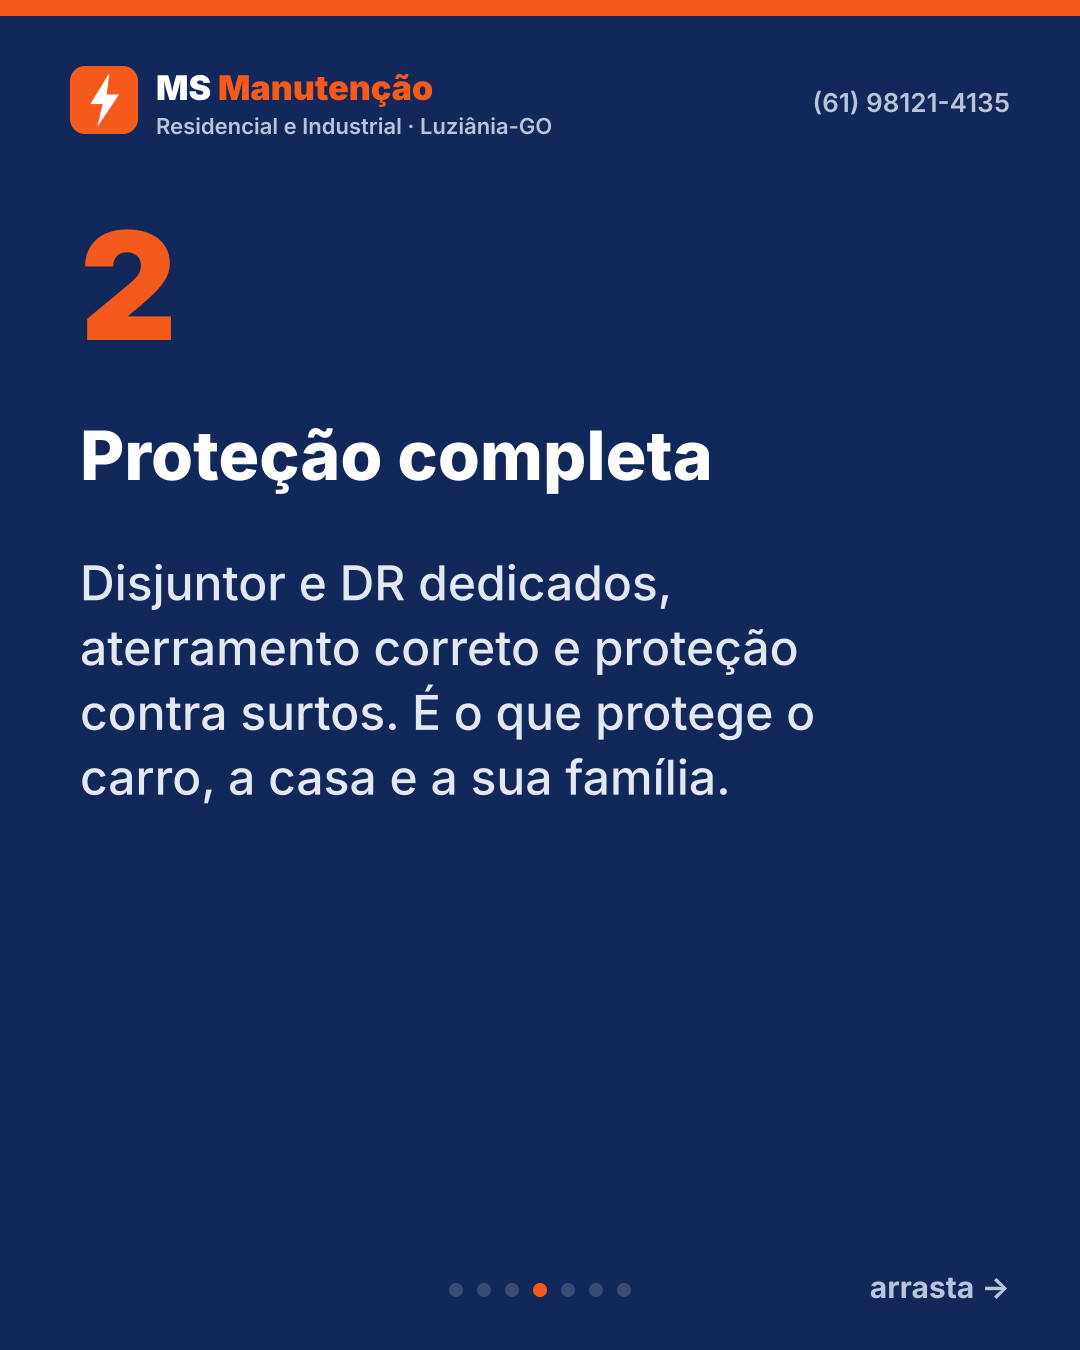 MS Manutenção
Residencial e Industrial · Luziânia-GO
(61) 98121-4135
2
Proteção completa
Disjuntor e DR dedicados,
aterramento correto e proteção
contra surtos. É o que protege o
carro, a casa e a sua família.
arrasta →